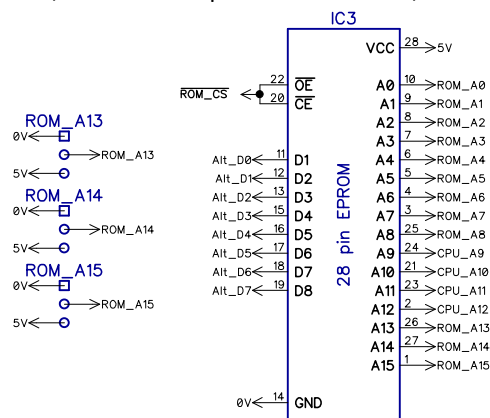 IC3
VCC 28 5V
22 OE
ROM_CS
20 CE
A0 10 ROM_A0
A1 9 ROM_A1
A2 8 ROM_A2
A3 7 ROM_A3
A4 6 ROM_A4
A5 5 ROM_A5
A6 4 ROM_A6
A7 3 ROM_A7
A8 25 ROM_A8
A9 24 CPU_A9
A10 21 CPU_A10
A11 23 CPU_A11
A12 2 CPU_A12
A13 26 ROM_A13
A14 27 ROM_A14
A15 1 ROM_A15
ROM_A13
0V
ROM_A13
5V
ROM_A14
0V
ROM_A14
5V
ROM_A15
0V
ROM_A15
5V
Alt_D0 11 D1
Alt_D1 12 D2
Alt_D2 13 D3
Alt_D3 15 D4
Alt_D4 16 D5
Alt_D5 17 D6
Alt_D6 18 D7
Alt_D7 19 D8
28 pin EPROM
0V 14 GND